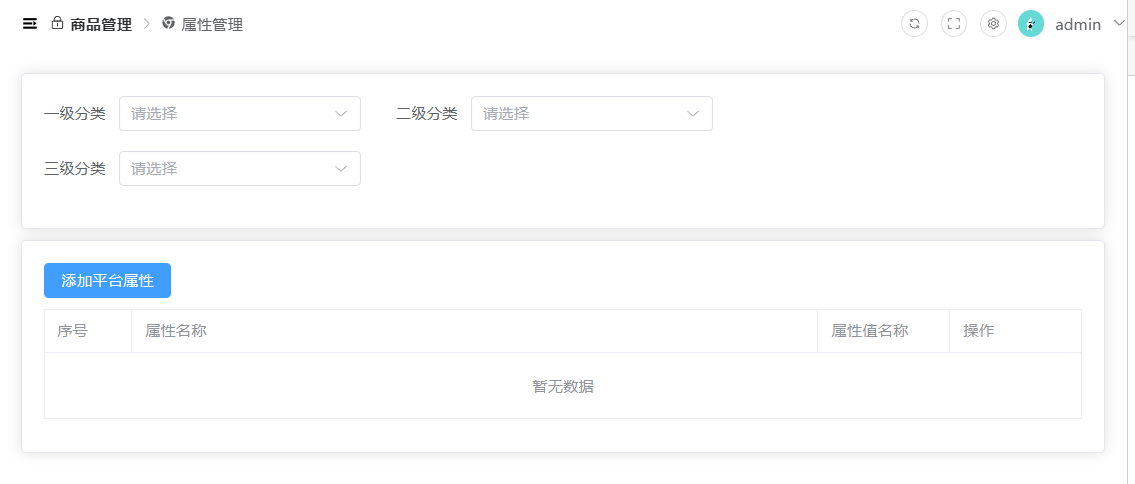 商品管理 属性管理 admin
一级分类 请选择 二级分类 请选择
三级分类 请选择
添加平台属性
序号 属性名称 属性值名称 操作
暂无数据